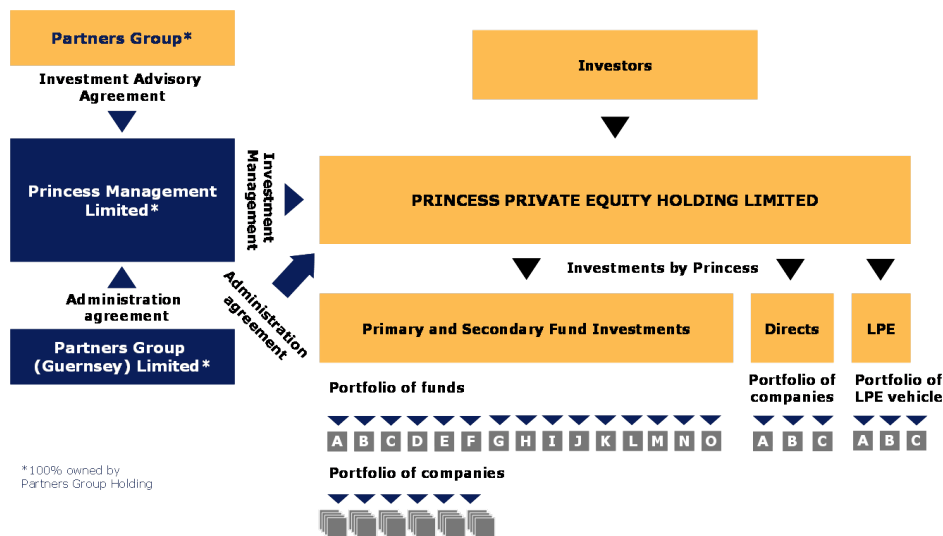 Partners Group*
Investment Advisory
Agreement
Princess Management
Limited*
Administration
agreement
Partners Group
(Guernsey) Limited*
*100% owned by
Partners Group Holding
Investment
Management
Administration
agreement
Investors
PRINCESS PRIVATE EQUITY HOLDING LIMITED
Investments by Princess
Primary and Secondary Fund Investments
Directs
LPE
Portfolio of funds
A B C D E F G H I J K L M N O
Portfolio of companies
Portfolio of
companies
A B C
Portfolio of
LPE vehicle
A B C